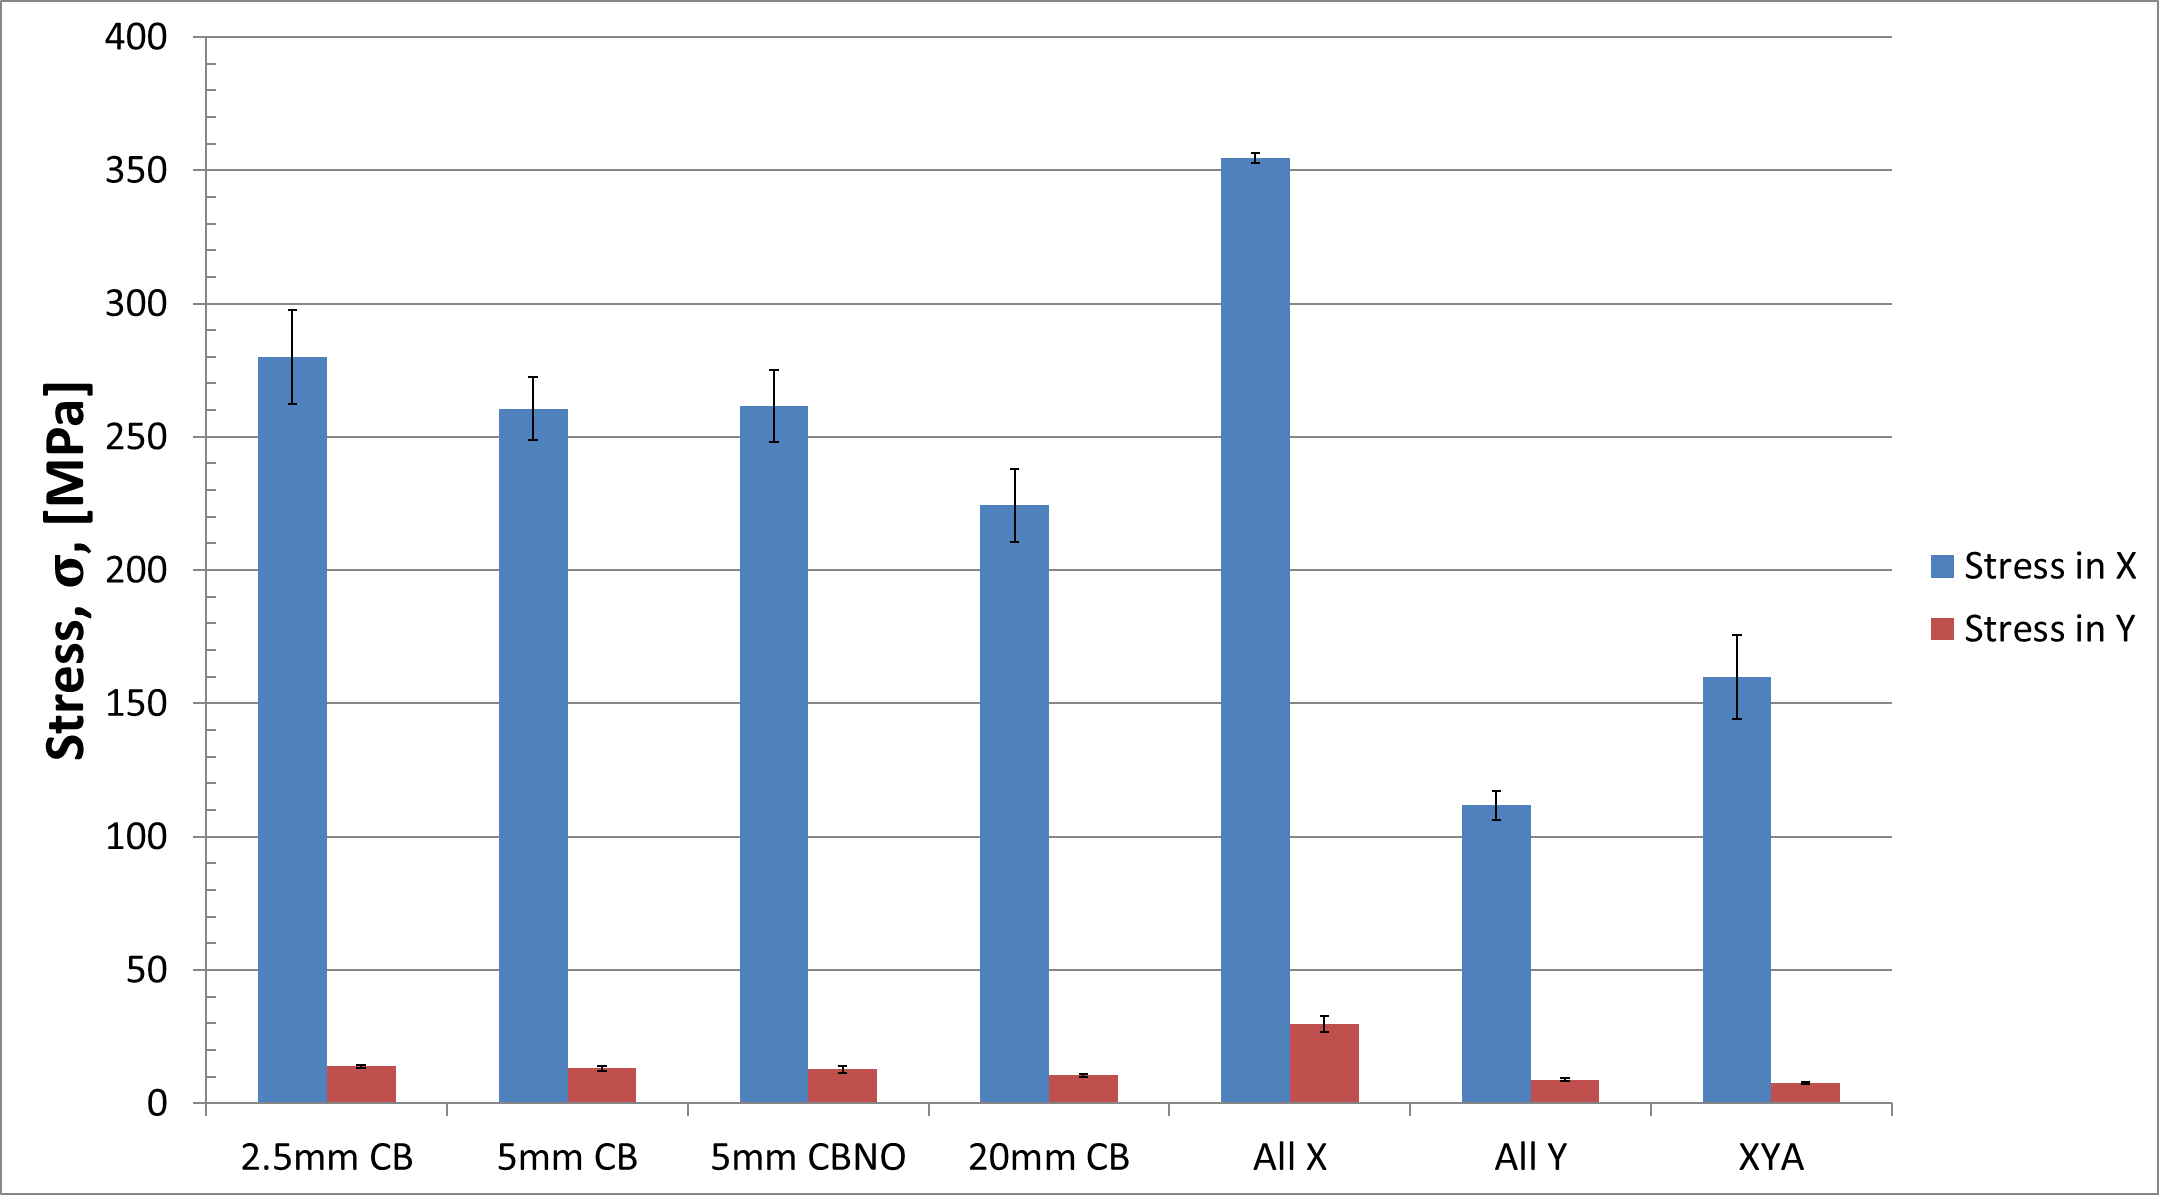 Stress, σ, [MPa]
400
350
300
250
200
150
100
50
0
2.5mm CB
5mm CB
5mm CBNO
20mm CB
All X
All Y
XYA
Stress in X
Stress in Y